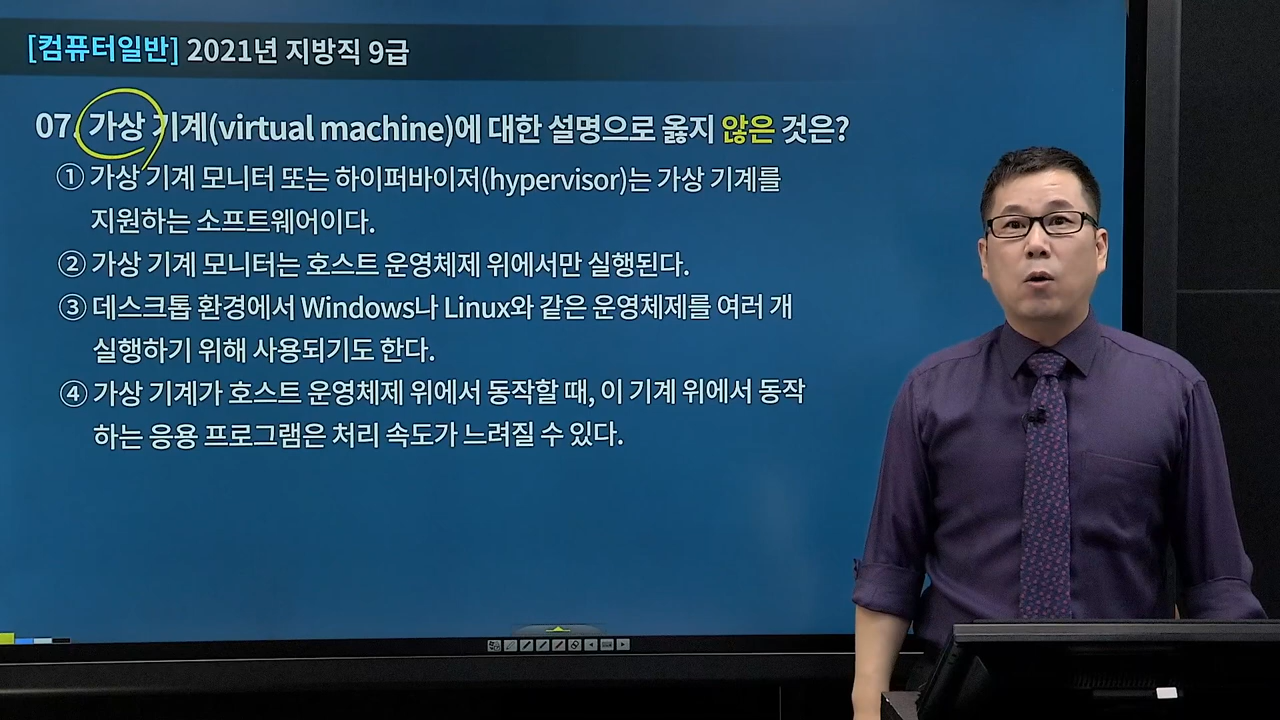 [컴퓨터일반] 2021년 지방직 9급
07. 가상 기계(virtual machine)에 대한 설명으로 옳지 않은 것은?
① 가상 기계 모니터 또는 하이퍼바이저(hypervisor)는 가상 기계를
지원하는 소프트웨어이다.
② 가상 기계 모니터는 호스트 운영체제 위에서만 실행된다.
③ 데스크톱 환경에서 Windows나 Linux와 같은 운영체제를 여러 개
실행하기 위해 사용되기도 한다.
④ 가상 기계가 호스트 운영체제 위에서 동작할 때, 이 기계 위에서 동작
하는 응용 프로그램은 처리 속도가 느려질 수 있다.